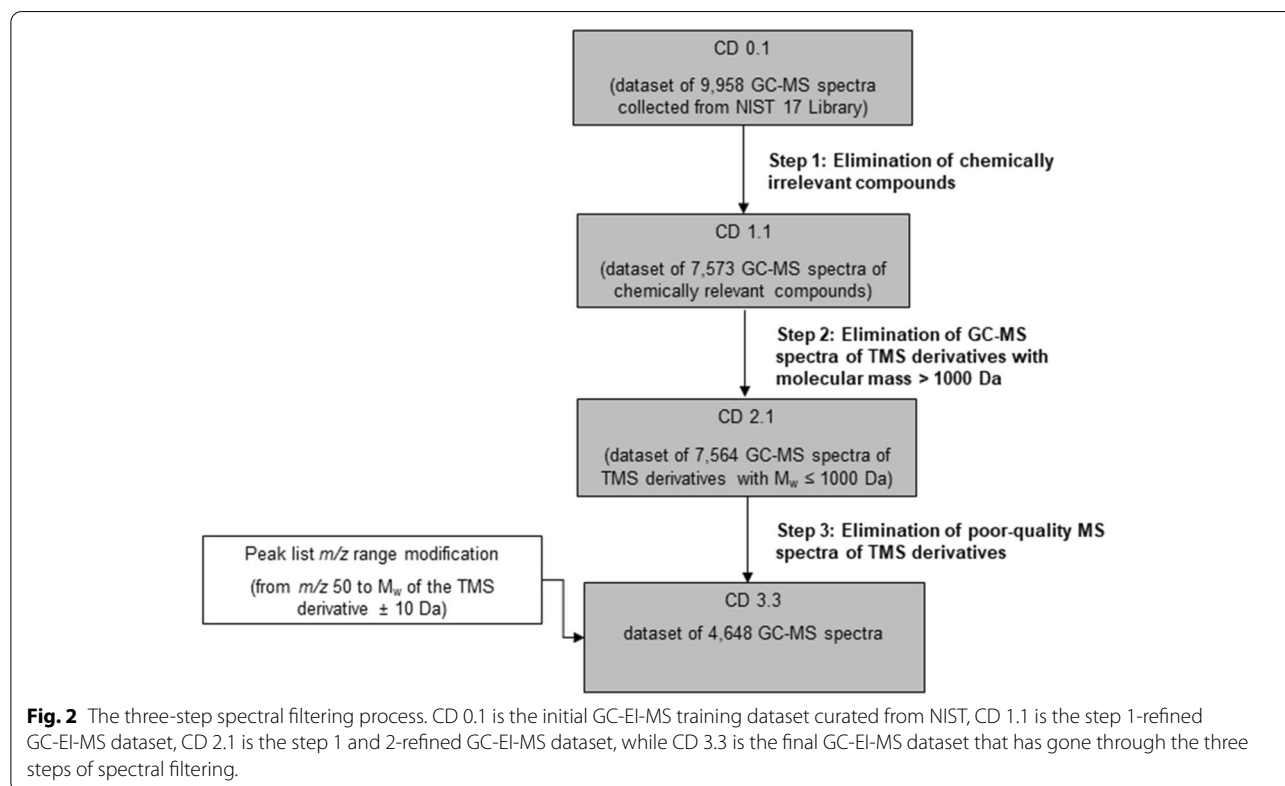 CD 0.1
(dataset of 9,958 GC-MS spectra
collected from NIST 17 Library)
Step 1: Elimination of chemically
irrelevant compounds
CD 1.1
(dataset of 7,573 GC-MS spectra of
chemically relevant compounds)
Step 2: Elimination of GC-MS
spectra of TMS derivatives with
molecular mass > 1000 Da
CD 2.1
(dataset of 7,564 GC-MS spectra of
TMS derivatives with Mw ≤ 1000 Da)
Step 3: Elimination of poor-quality MS
spectra of TMS derivatives
Peak list m/z range modification
(from m/z 50 to Mw of the TMS
derivative ± 10 Da)
CD 3.3
dataset of 4,648 GC-MS spectra
Fig. 2 The three-step spectral filtering process. CD 0.1 is the initial GC-EI-MS training dataset curated from NIST, CD 1.1 is the step 1-refined
GC-EI-MS dataset, CD 2.1 is the step 1 and 2-refined GC-EI-MS dataset, while CD 3.3 is the final GC-EI-MS dataset that has gone through the three
steps of spectral filtering.